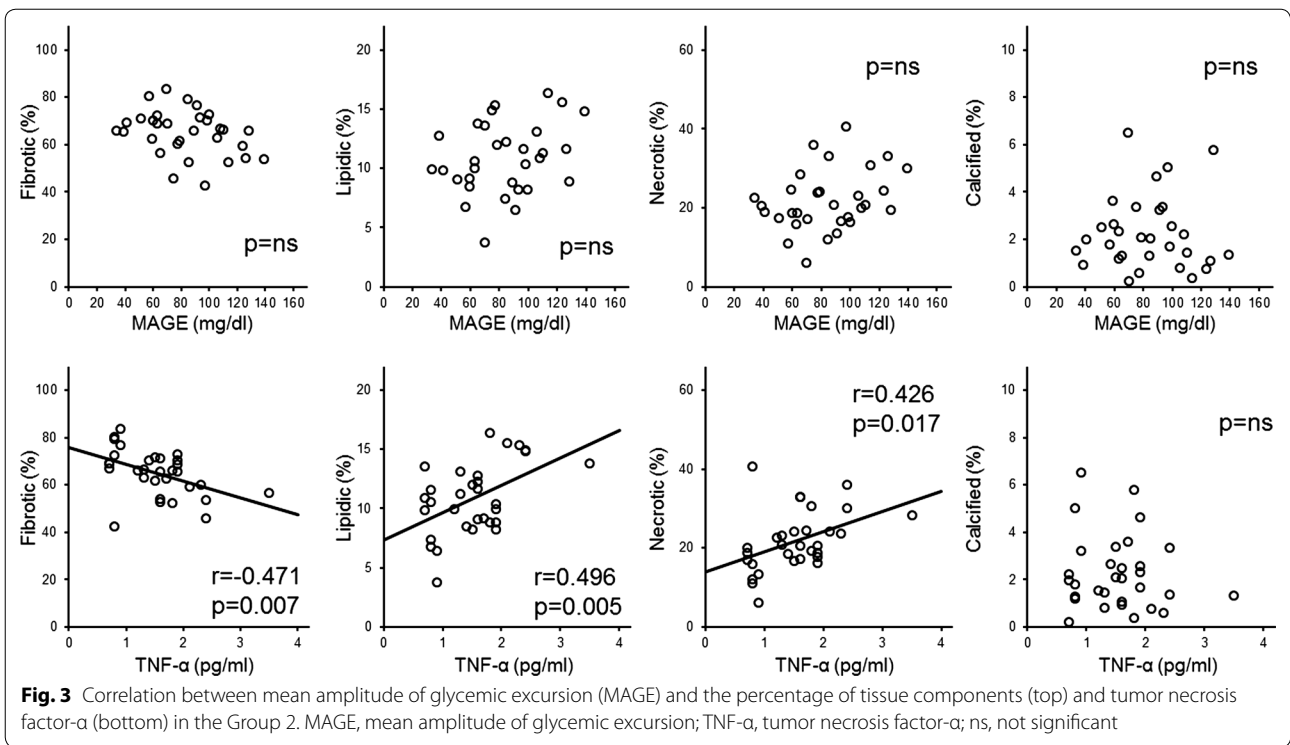 100
80
60
40
20
0
Fibrotic (%)
p=ns
0 20 40 60 80 100 120 140 160
MAGE (mg/dl)
20
15
10
5
0
Lipidic (%)
p=ns
0 20 40 60 80 100 120 140 160
MAGE (mg/dl)
60
40
20
0
Necrotic (%)
p=ns
0 20 40 60 80 100 120 140 160
MAGE (mg/dl)
10
8
6
4
2
0
Calcified (%)
p=ns
0 20 40 60 80 100 120 140 160
MAGE (mg/dl)
100
80
60
40
20
0
Fibrotic (%)
r=-0.471
p=0.007
0 1 2 3 4
TNF-α (pg/ml)
20
15
10
5
0
Lipidic (%)
r=0.496
p=0.005
0 1 2 3 4
TNF-α (pg/ml)
60
40
20
0
Necrotic (%)
r=0.426
p=0.017
0 1 2 3 4
TNF-α (pg/ml)
10
8
6
4
2
0
Calcified (%)
p=ns
0 1 2 3 4
TNF-α (pg/ml)
Fig. 3 Correlation between mean amplitude of glycemic excursion (MAGE) and the percentage of tissue components (top) and tumor necrosis
factor-α (bottom) in the Group 2. MAGE, mean amplitude of glycemic excursion; TNF-α, tumor necrosis factor-α; ns, not significant